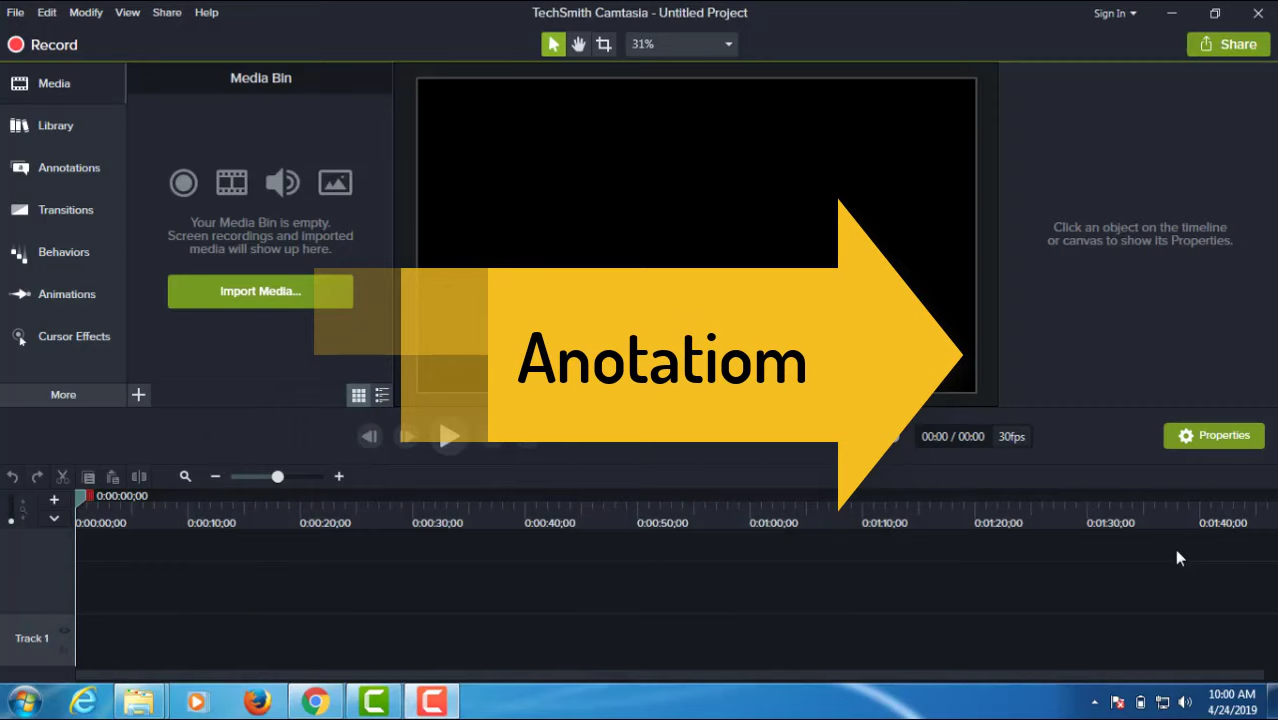 File Edit Modify View Share Help
TechSmith Camtasia - Untitled Project
Sign In
Record
31%
Share
Media
Media Bin
Library
Annotations
Transitions
Behaviors
Animations
Cursor Effects
More
Your Media Bin is empty.
Screen recordings and imported
media will show up here.
Import Media...
Click an object on the timeline
or canvas to show its Properties.
Anotatiom
00:00 / 00:00 30fps
Properties
0:00:00;00
0:00:00;00 0:00:10;00 0:00:20;00 0:00:30;00 0:00:40;00 0:00:50;00 0:01:00;00 0:01:10;00 0:01:20;00 0:01:30;00 0:01:40;00
Track 1
10:00 AM
4/24/2019